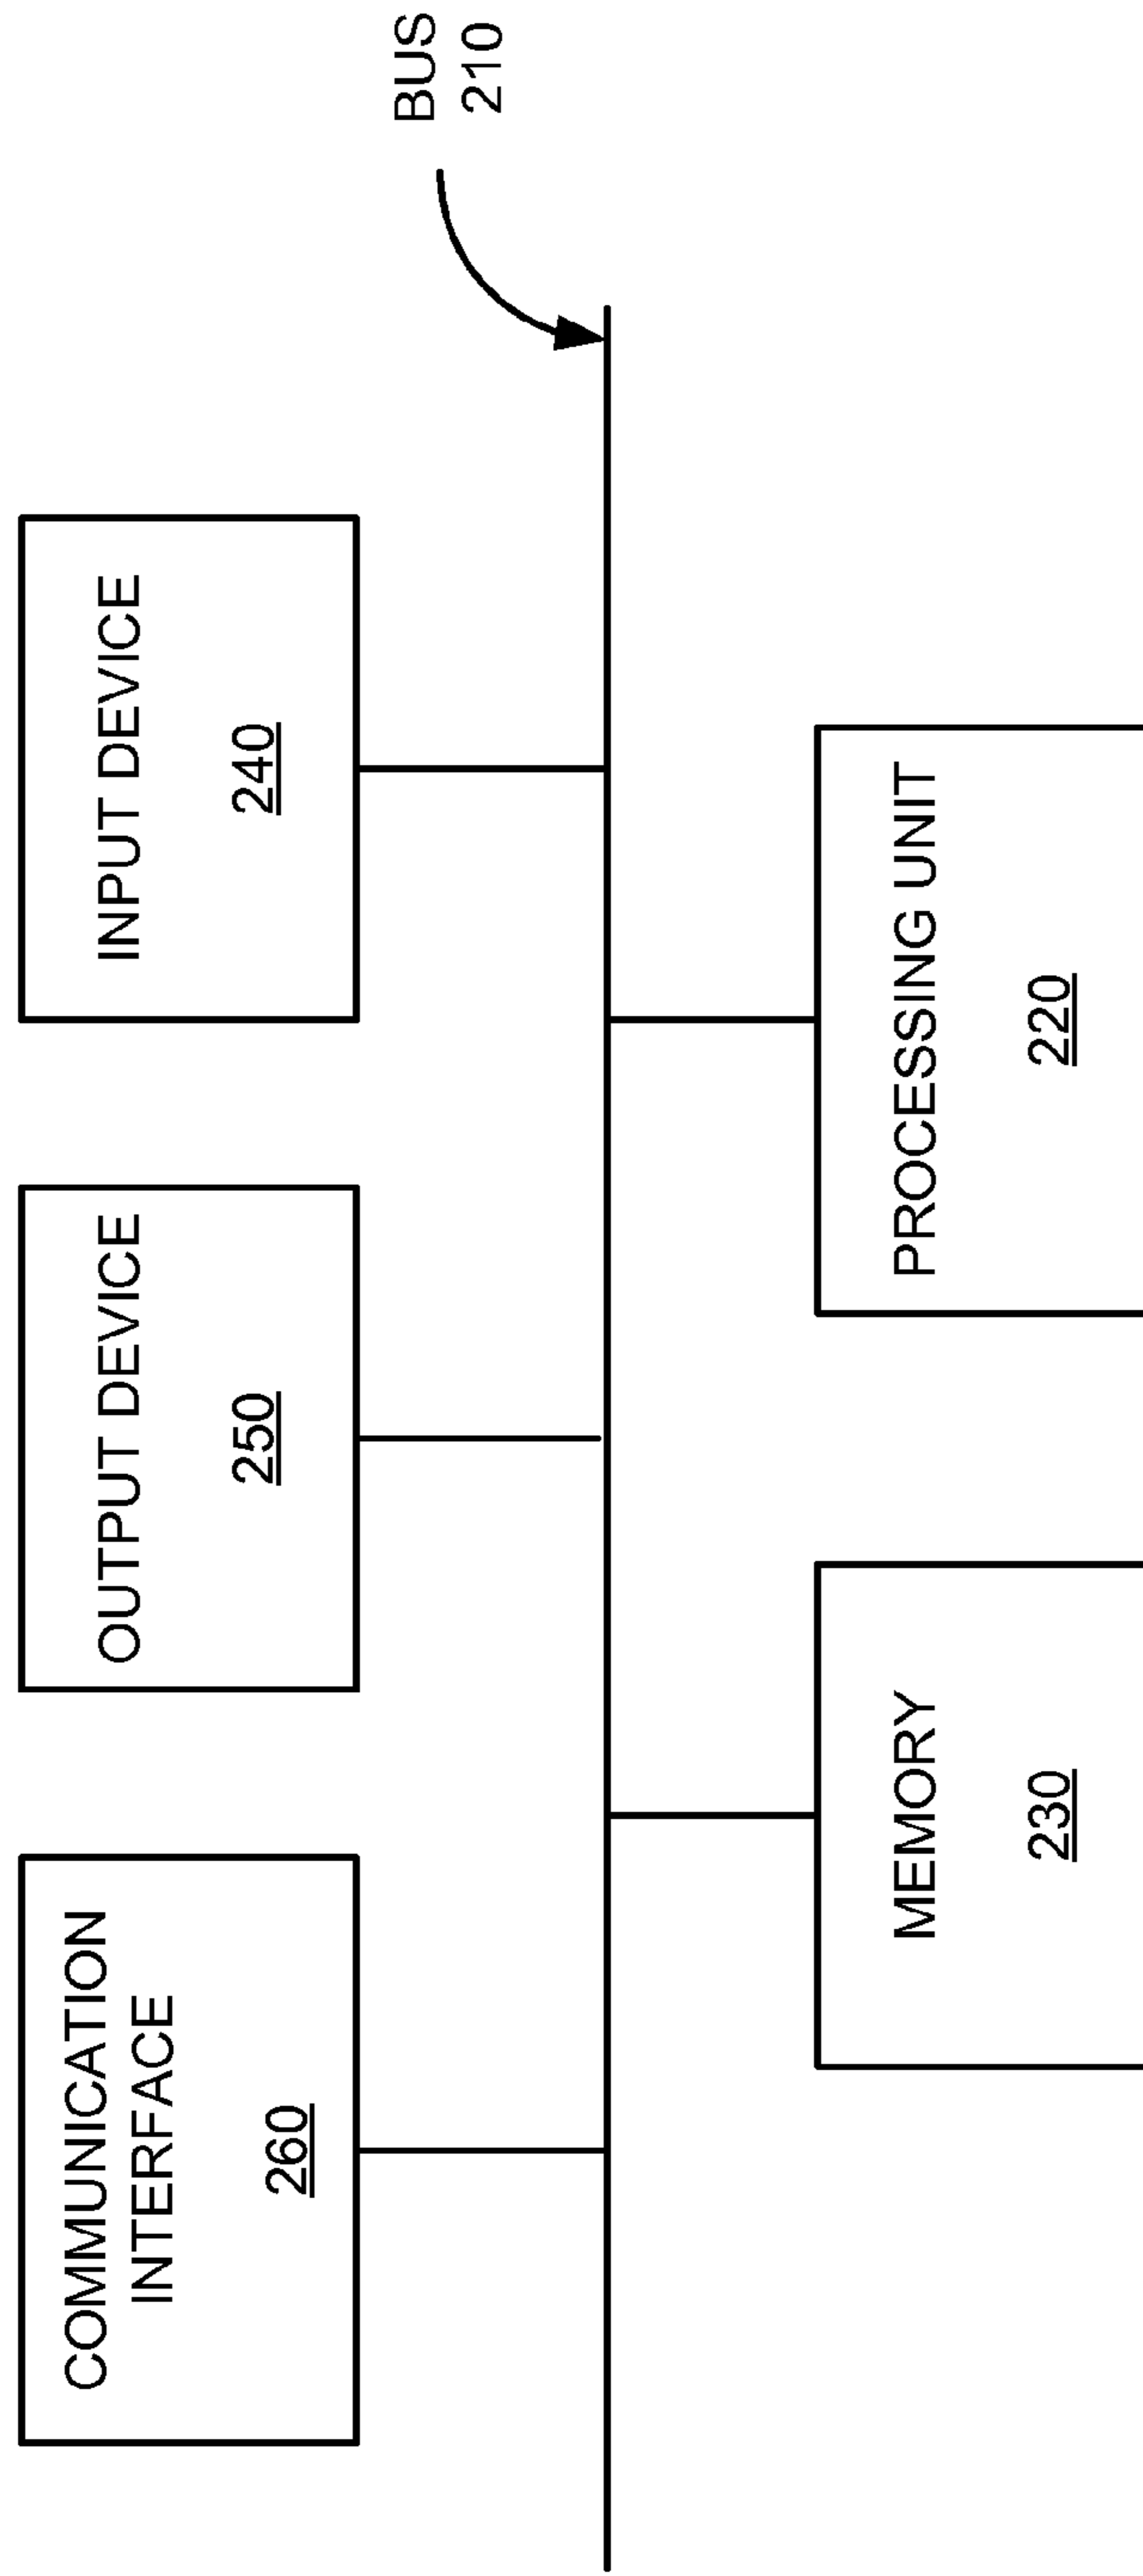 COMMUNICATION
INTERFACE
260
OUTPUT DEVICE
250
INPUT DEVICE
240
BUS
210
MEMORY
230
PROCESSING UNIT
220